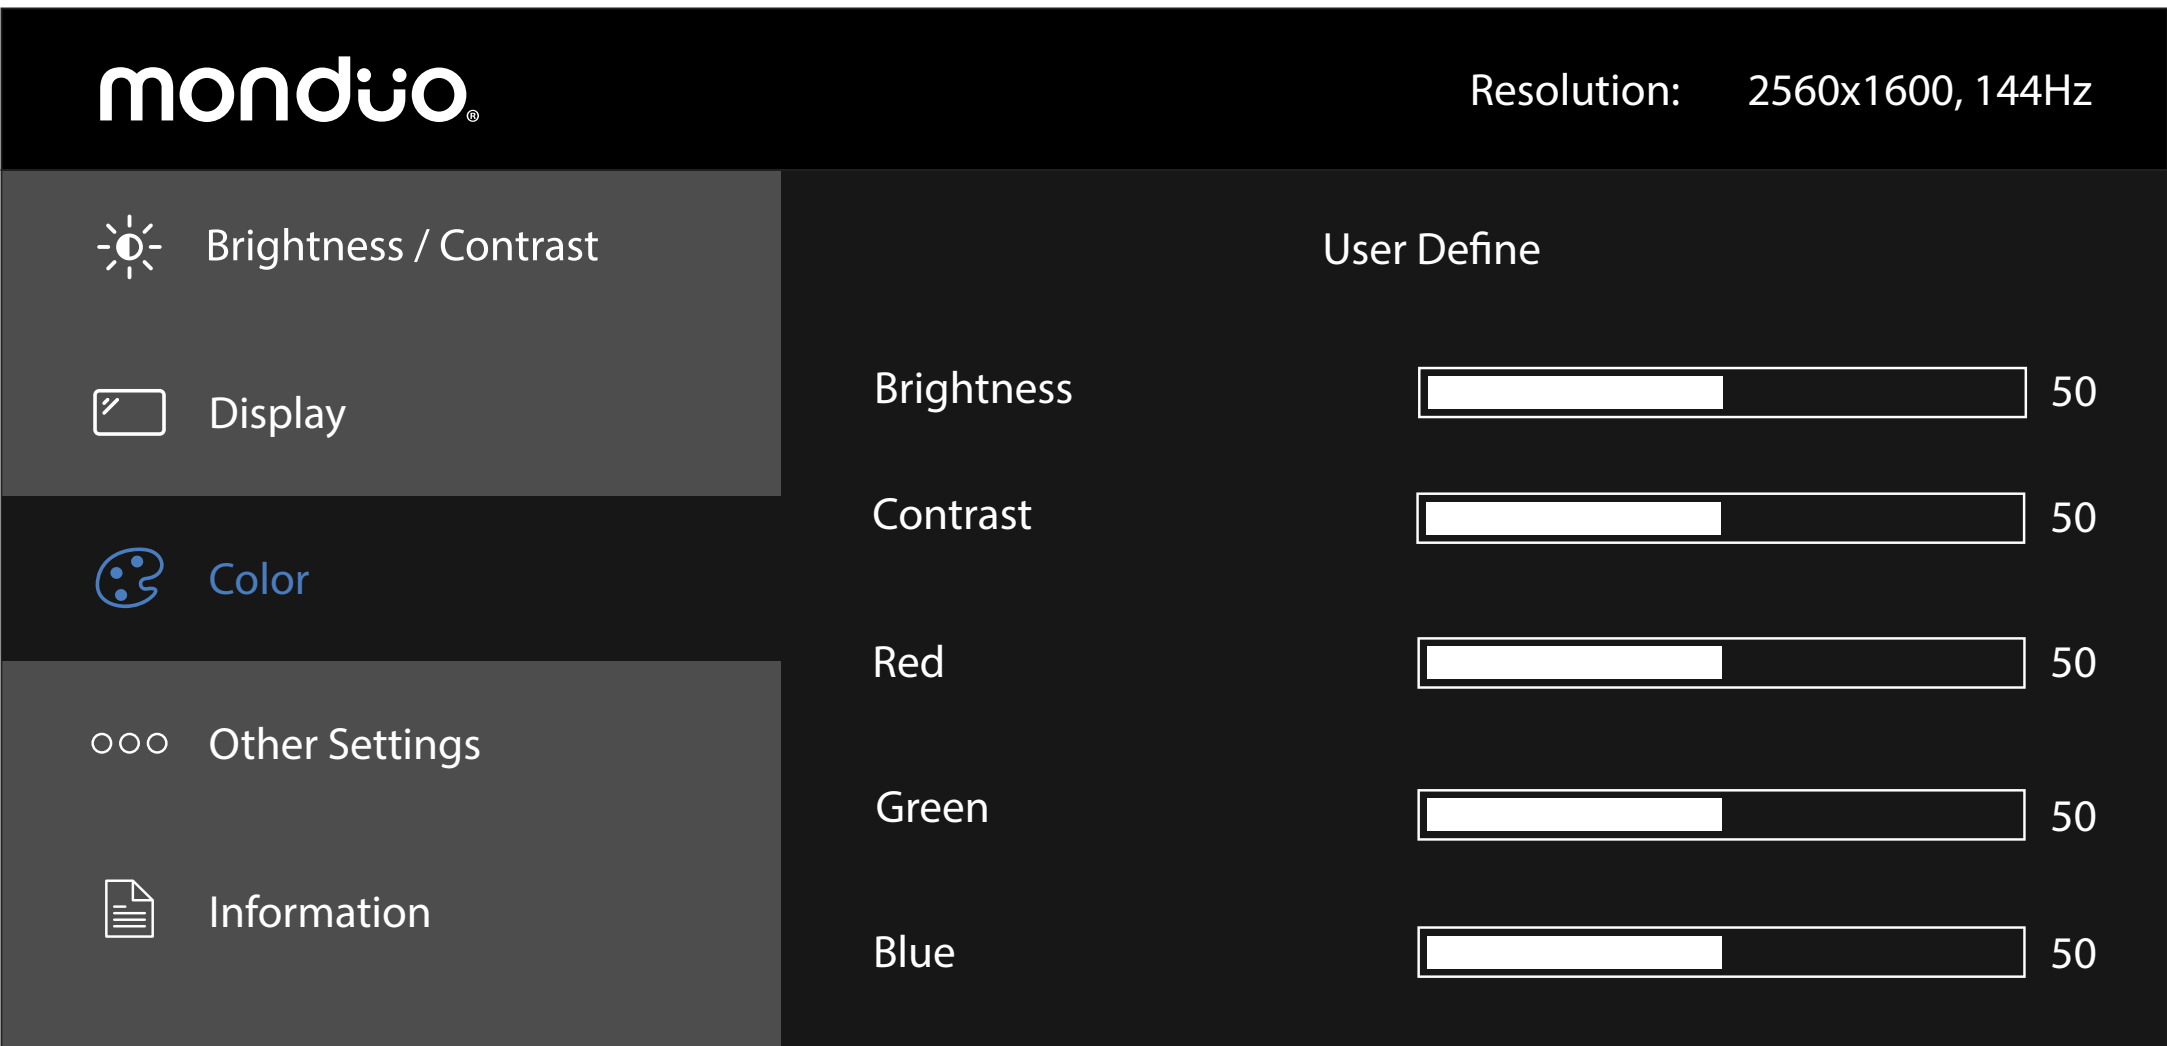 mondüo®
Resolution: 2560x1600, 144Hz
Brightness / Contrast
Display
Color
Other Settings
Information
User Define
Brightness 50
Contrast 50
Red 50
Green 50
Blue 50